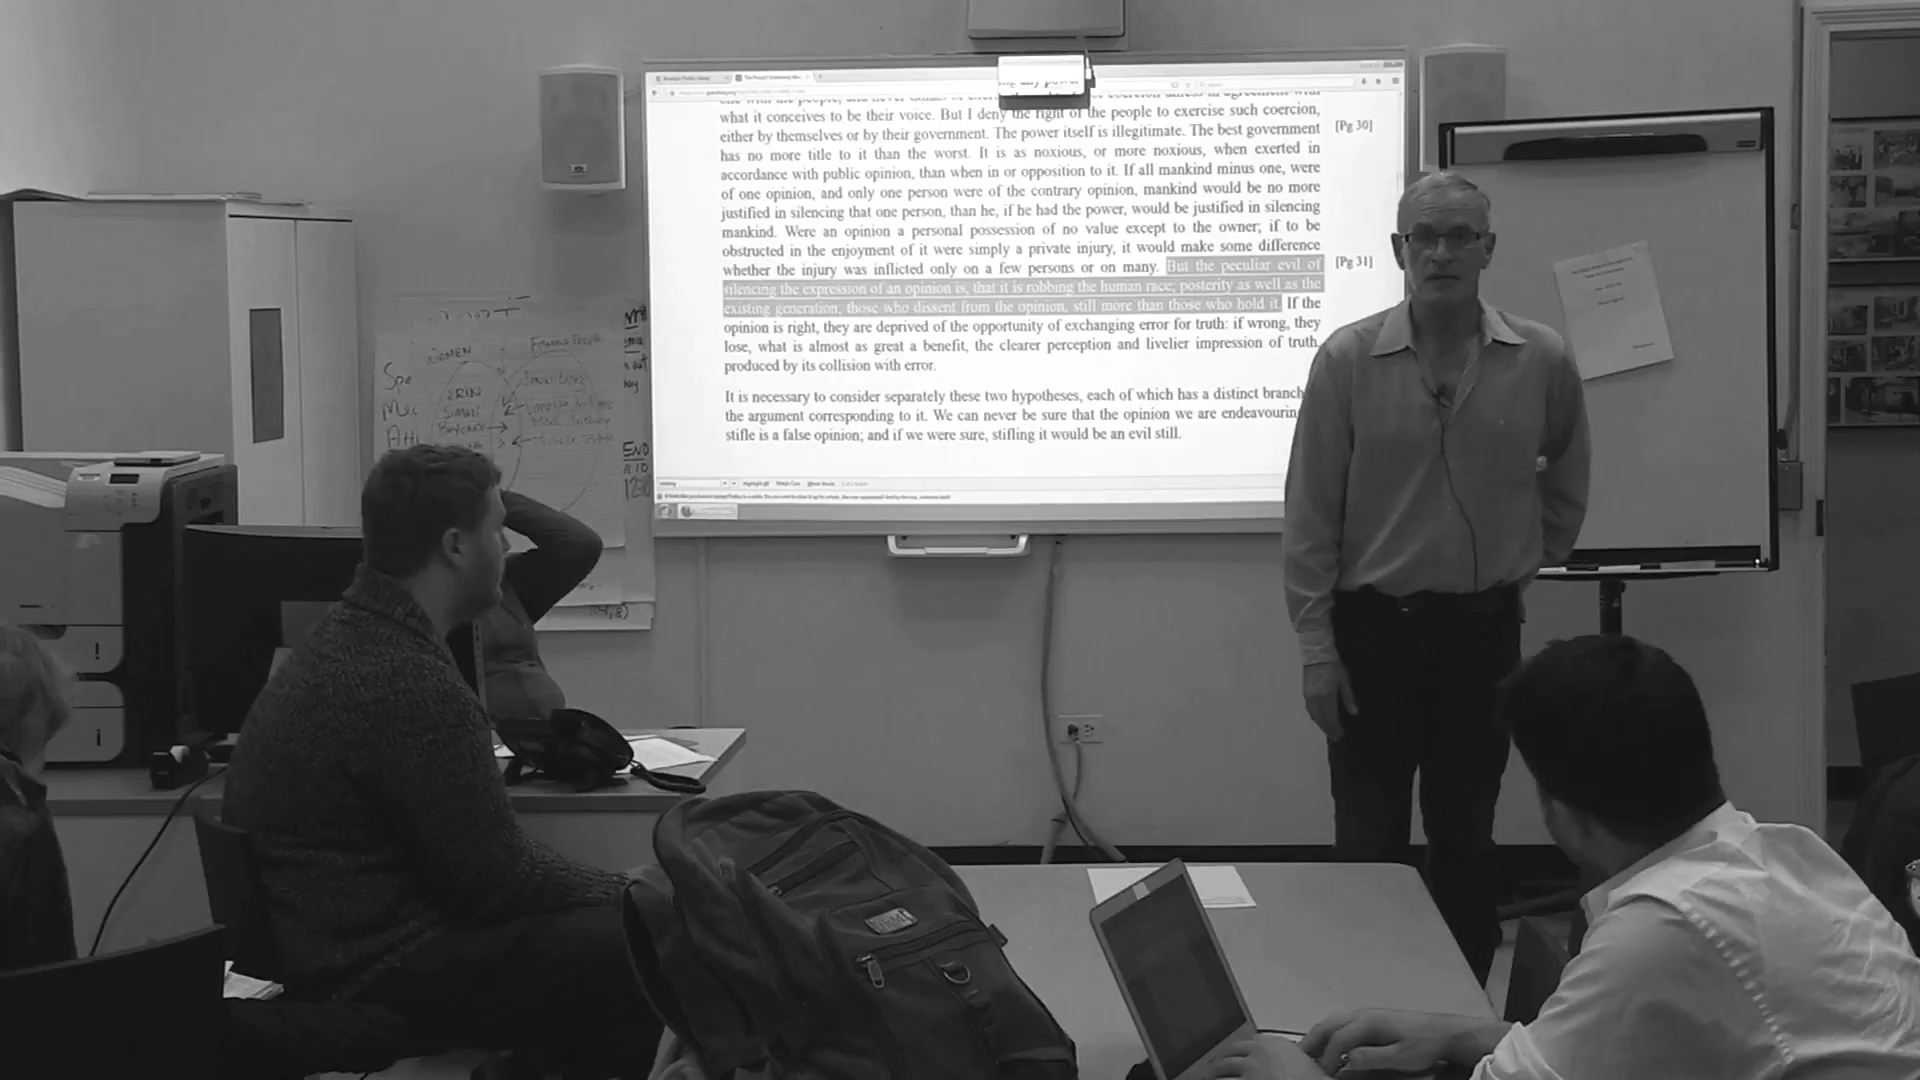 Brooklyn Public Library
what it conceives to be their voice. But I deny the right of the people to exercise such coercion,
either by themselves or by their government. The power itself is illegitimate. The best government
[Pg 30]
has no more title to it than the worst. It is as noxious, or more noxious, when exerted in
accordance with public opinion, than when in or opposition to it. If all mankind minus one, were
of one opinion, and only one person were of the contrary opinion, mankind would be no more
justified in silencing that one person, than he, if he had the power, would be justified in silencing
mankind. Were an opinion a personal possession of no value except to the owner; if to be
obstructed in the enjoyment of it were simply a private injury, it would make some difference
whether the injury was inflicted only on a few persons or on many. But the peculiar evil of
[Pg 31]
silencing the expression of an opinion is, that it is robbing the human race; posterity as well as the
existing generation, those who dissent from the opinion, still more than those who hold it. If the
opinion is right, they are deprived of the opportunity of exchanging error for truth: if wrong, they
lose, what is almost as great a benefit, the clearer perception and livelier impression of truth,
produced by its collision with error.
It is necessary to consider separately these two hypotheses, each of which has a distinct branch
the argument corresponding to it. We can never be sure that the opinion we are endeavourin
stifle is a false opinion; and if we were sure, stifling it would be an evil still.
Highlight all Match Case
WOMEN
Spe
ERIN
Simali
END